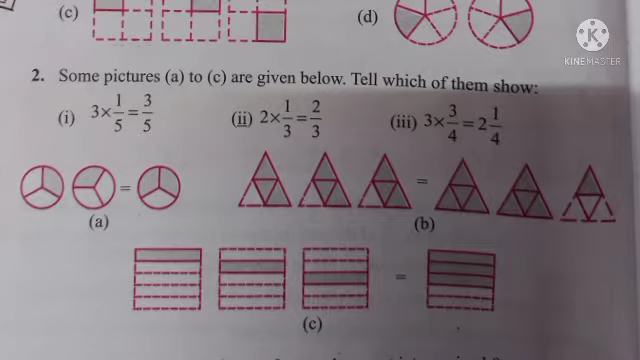 (c) (d)
K
KINEMASTER
2. Some pictures (a) to (c) are given below. Tell which of them show:
(i) 3×1/5=3/5 (ii) 2×1/3=2/3 (iii) 3×3/4=2 1/4
= =
(a) (b)
=
(c)